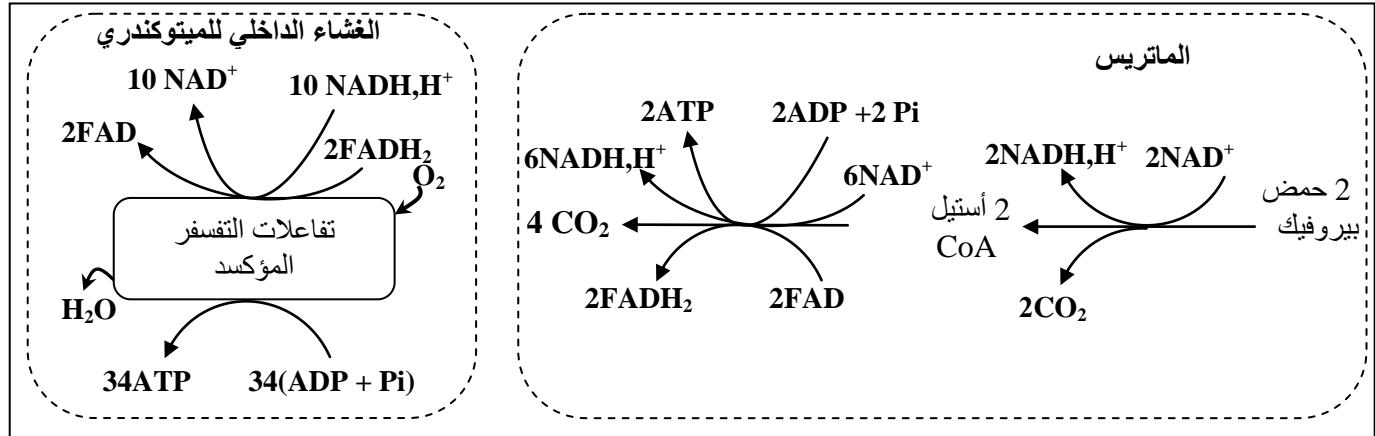 الماتريس
2 حمض
بيروفيك
2NAD⁺
2NADH,H⁺
2CO₂
2 أستيل
CoA
2ADP +2 Pi
2ATP
6NAD⁺
6NADH,H⁺
4 CO₂
2FAD
2FADH₂
الغشاء الداخلي للميتوكندري
10 NADH,H⁺
10 NAD⁺
2FADH₂
2FAD
O₂
تفاعلات التفسفر
المؤكسد
H₂O
34(ADP + Pi)
34ATP